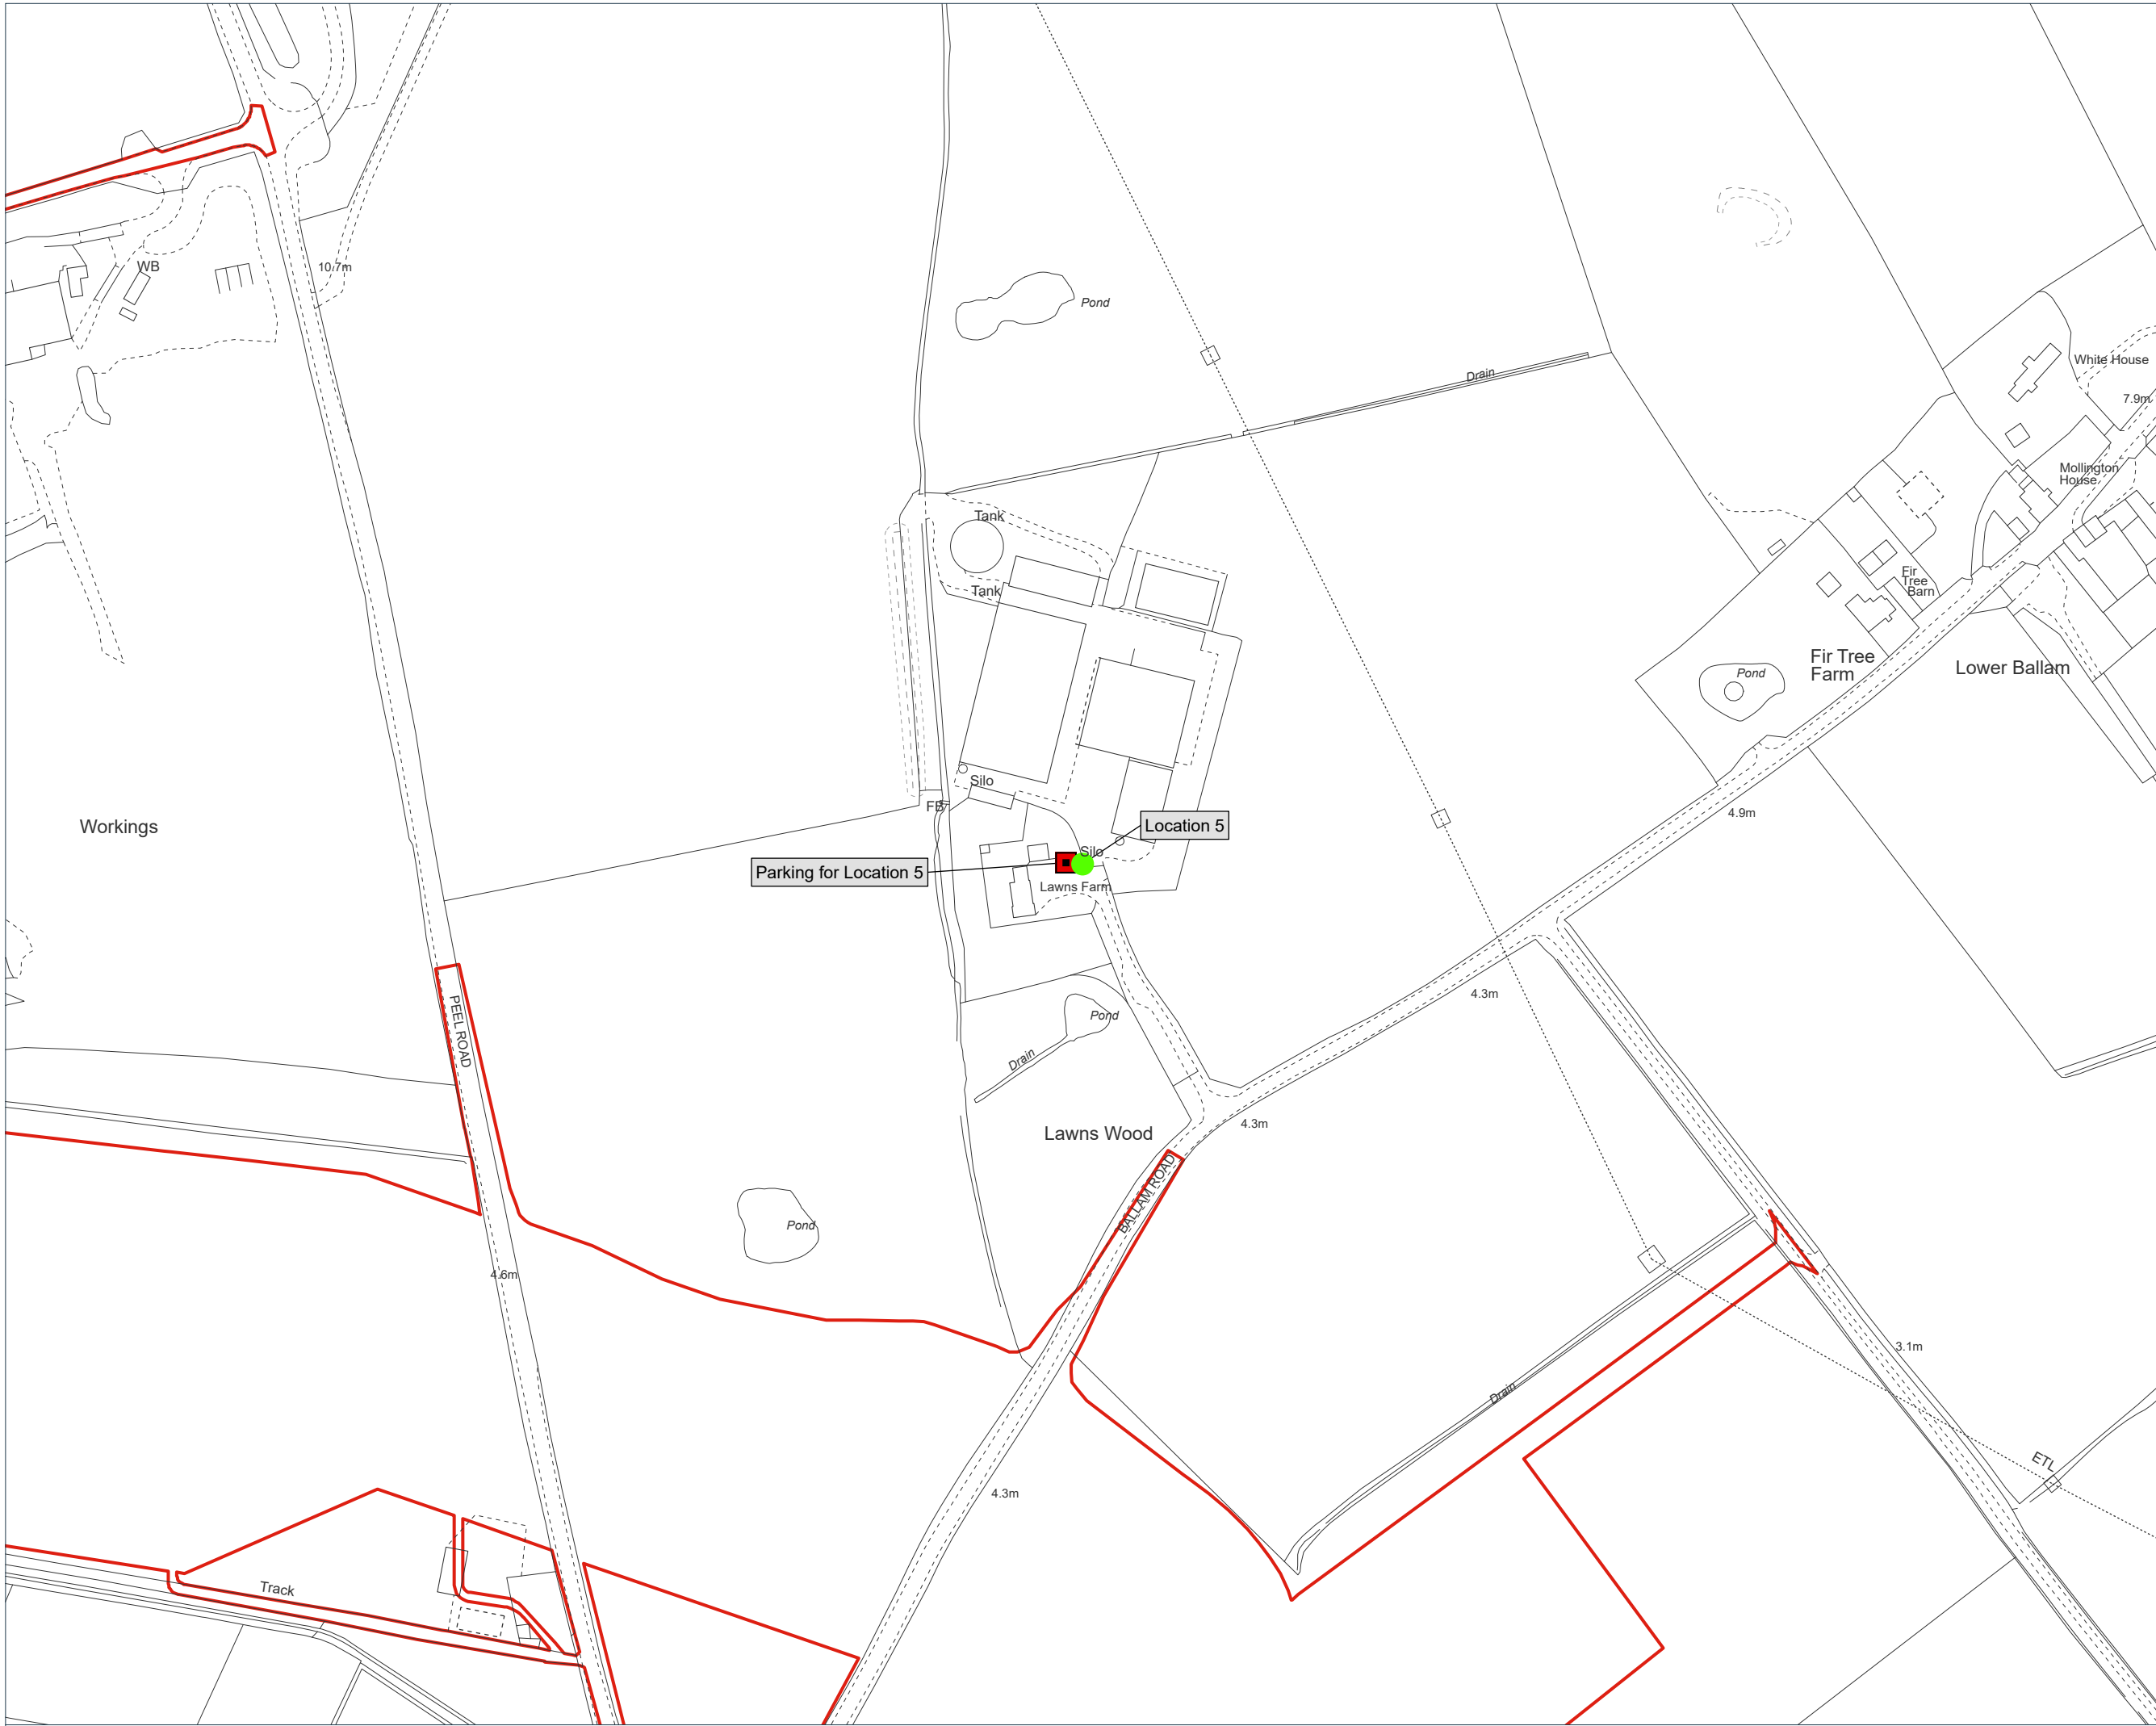 WB
10.7m
Pond
Drain
White House
7.9m
Mollington
House
Tank
Tank
Fir
Tree
Barn
Fir Tree
Farm
Lower Ballam
Pond
Silo
FB
Workings
4.9m
Location 5
Silo
Parking for Location 5
Lawns Farm
PEEL ROAD
4.3m
Pond
Drain
Lawns Wood
4.3m
BALLAM ROAD
Pond
4.6m
3.1m
Drain
ETL
4.3m
Track